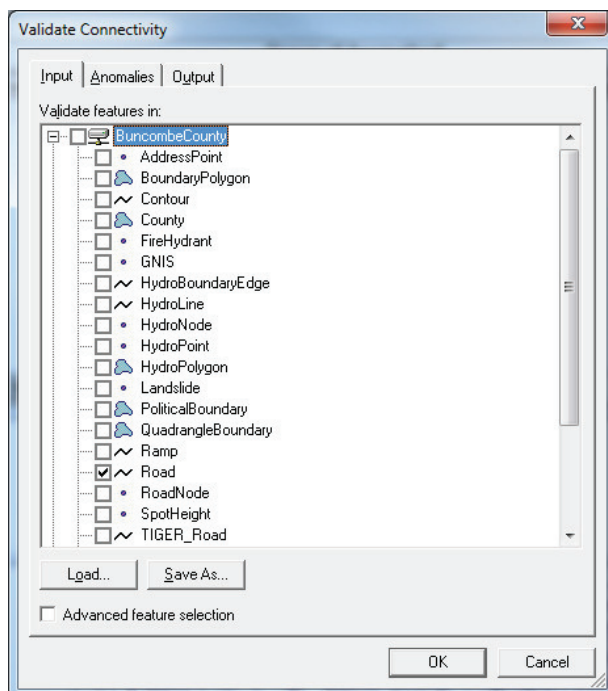 Validate Connectivity
Input
Anomalies
Output
Validate features in:
BuncombeCounty
AddressPoint
BoundaryPolygon
Contour
County
FireHydrant
GNIS
HydroBoundaryEdge
HydroLine
HydroNode
HydroPoint
HydroPolygon
Landslide
PoliticalBoundary
QuadrangleBoundary
Ramp
Road
RoadNode
SpotHeight
TIGER_Road
Load...
Save As...
Advanced feature selection
OK
Cancel